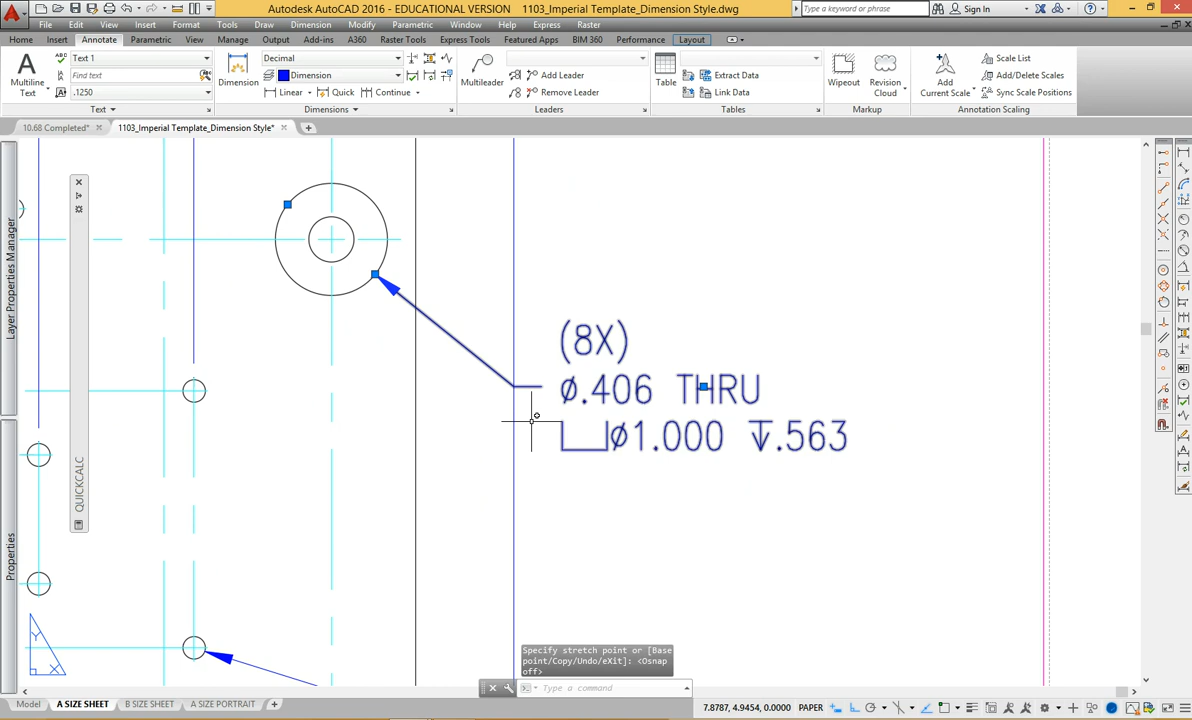 Autodesk AutoCAD 2016 - EDUCATIONAL VERSION 1103_Imperial Template_Dimension Style.dwg
Type a keyword or phrase
Sign In
File Edit View Insert Format Tools Draw Dimension Modify Parametric Window Help Express Raster
Home Insert Annotate Parametric View Manage Output Add-ins A360 Raster Tools Express Tools Featured Apps BIM 360 Performance Layout
Multiline Text
Text 1
Find text
.1250
Text
Dimension
Decimal
Dimension
Linear Quick Continue
Dimensions
Multileader
Add Leader
Remove Leader
Leaders
Table
Extract Data
Link Data
Tables
Wipeout
Revision Cloud
Markup
Add Current Scale
Scale List
Add/Delete Scales
Sync Scale Positions
Annotation Scaling
10.68 Completed*
1103_Imperial Template_Dimension Style*
Layer Properties Manager
QUICKCALC
Properties
(8X)
Ø.406 THRU
⌴Ø1.000 ↧.563
Y
X
Specify stretch point or [Base
point/Copy/Undo/eXit]: <Osnap
off>
Type a command
Model A SIZE SHEET B SIZE SHEET A SIZE PORTRAIT
7.8787, 4.9454, 0.0000 PAPER